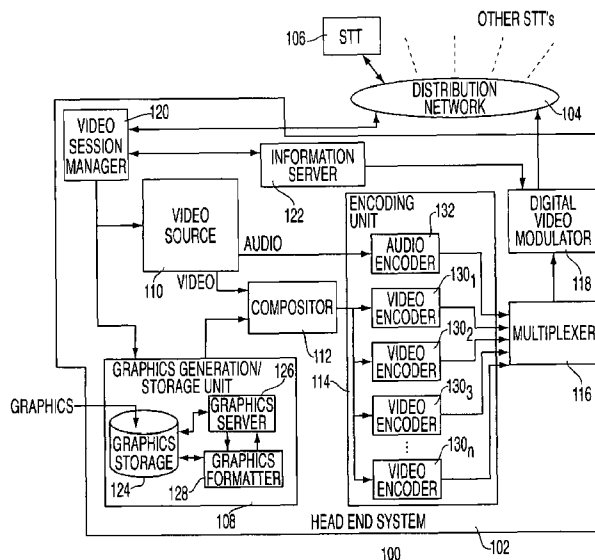 106
STT
OTHER STT's
DISTRIBUTION
NETWORK
104
120
VIDEO
SESSION
MANAGER
INFORMATION
SERVER
122
VIDEO
SOURCE
110
AUDIO
VIDEO
ENCODING
UNIT
132
AUDIO
ENCODER
DIGITAL
VIDEO
MODULATOR
118
COMPOSITOR
112
130₁
VIDEO
ENCODER
130₂
VIDEO
ENCODER
130₃
VIDEO
ENCODER
130ₙ
VIDEO
ENCODER
114
MULTIPLEXER
116
GRAPHICS GENERATION/
STORAGE UNIT
126
GRAPHICS
SERVER
GRAPHICS
GRAPHICS
STORAGE
124
GRAPHICS
FORMATTER
128
108
HEAD END SYSTEM
102
100